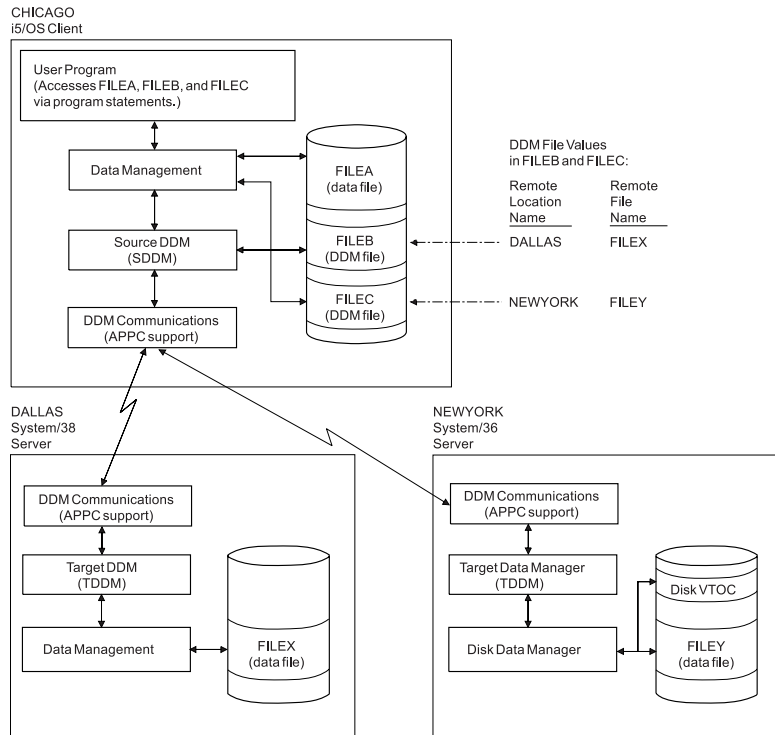 CHICAGO
i5/OS Client
User Program
(Accesses FILEA, FILEB, and FILEC
via program statements.)
Data Management
FILEA
(data file)
Source DDM
(SDDM)
FILEB
(DDM file)
DDM Communications
(APPC support)
FILEC
(DDM file)
DDM File Values
in FILEB and FILEC:
Remote
Location
Name
Remote
File
Name
DALLAS
FILEX
NEWYORK
FILEY
DALLAS
System/38
Server
DDM Communications
(APPC support)
Target DDM
(TDDM)
Data Management
FILEX
(data file)
NEWYORK
System/36
Server
DDM Communications
(APPC support)
Target Data Manager
(TDDM)
Disk VTOC
Disk Data Manager
FILEY
(data file)